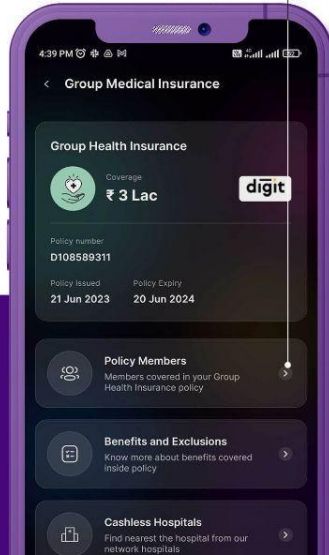 4:39 PM
Group Medical Insurance
Group Health Insurance
Coverage
₹ 3 Lac
digit
Policy number
D108589311
Policy Issued Policy Expiry
21 Jun 2023 20 Jun 2024
Policy Members
Members covered in your Group
Health Insurance policy
Benefits and Exclusions
Know more about benefits covered
inside policy
Cashless Hospitals
Find nearest the hospital from our
network hospitals